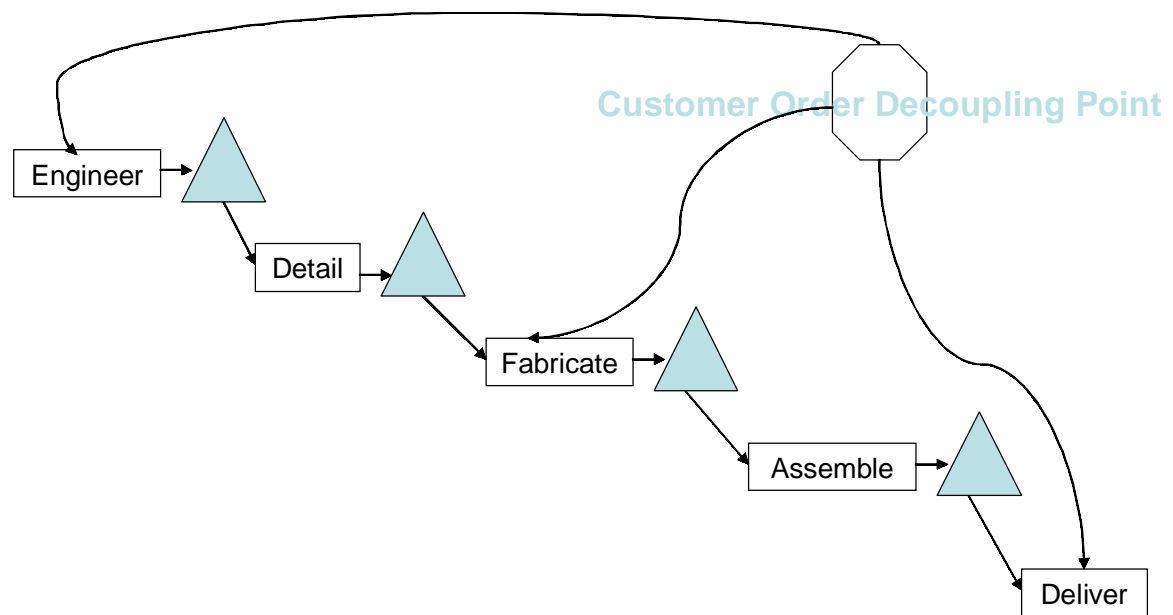 Customer Order Decoupling Point
Engineer
Detail
Fabricate
Assemble
Deliver